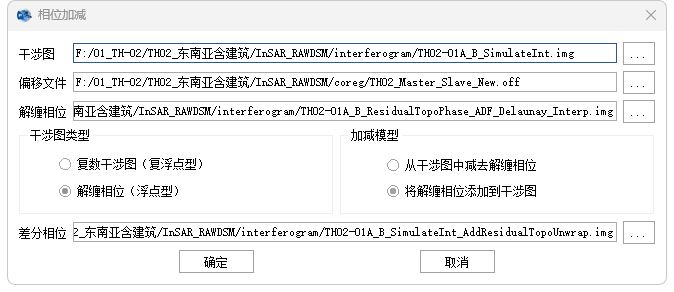 相位加减
干涉图 F:/01_TH-02/TH02_东南亚含建筑/InSAR_RAWDSM/interferogram/TH02-01A_B_SimulateInt.img ...
偏移文件 F:/01_TH-02/TH02_东南亚含建筑/InSAR_RAWDSM/coreg/TH02_Master_Slave_New.off ...
解缠相位 南亚含建筑/InSAR_RAWDSM/interferogram/TH02-01A_B_ResidualTopoPhase_ADF_Delaunay_Interp.img ...
干涉图类型 加减模型
复数干涉图（复浮点型） 从干涉图中减去解缠相位
解缠相位（浮点型） 将解缠相位添加到干涉图
差分相位 2_东南亚含建筑/InSAR_RAWDSM/interferogram/TH02-01A_B_SimulateInt_AddResidualTopoUnwrap.img ...
确定 取消